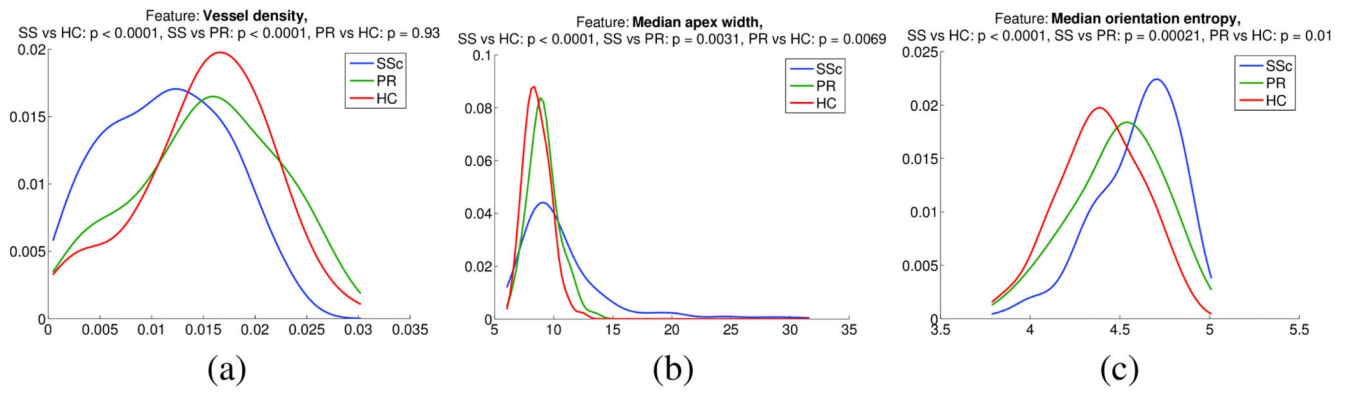 Feature: Vessel density,
SS vs HC: p < 0.0001, SS vs PR: p < 0.0001, PR vs HC: p = 0.93
0.02
0.015
0.01
0.005
0
0 0.005 0.01 0.015 0.02 0.025 0.03 0.035
SSc
PR
HC
(a)
Feature: Median apex width,
SS vs HC: p < 0.0001, SS vs PR: p = 0.0031, PR vs HC: p = 0.0069
0.1
0.08
0.06
0.04
0.02
0
5 10 15 20 25 30 35
SSc
PR
HC
(b)
Feature: Median orientation entropy,
SS vs HC: p < 0.0001, SS vs PR: p = 0.00021, PR vs HC: p = 0.01
0.025
0.02
0.015
0.01
0.005
0
3.5 4 4.5 5 5.5
SSc
PR
HC
(c)